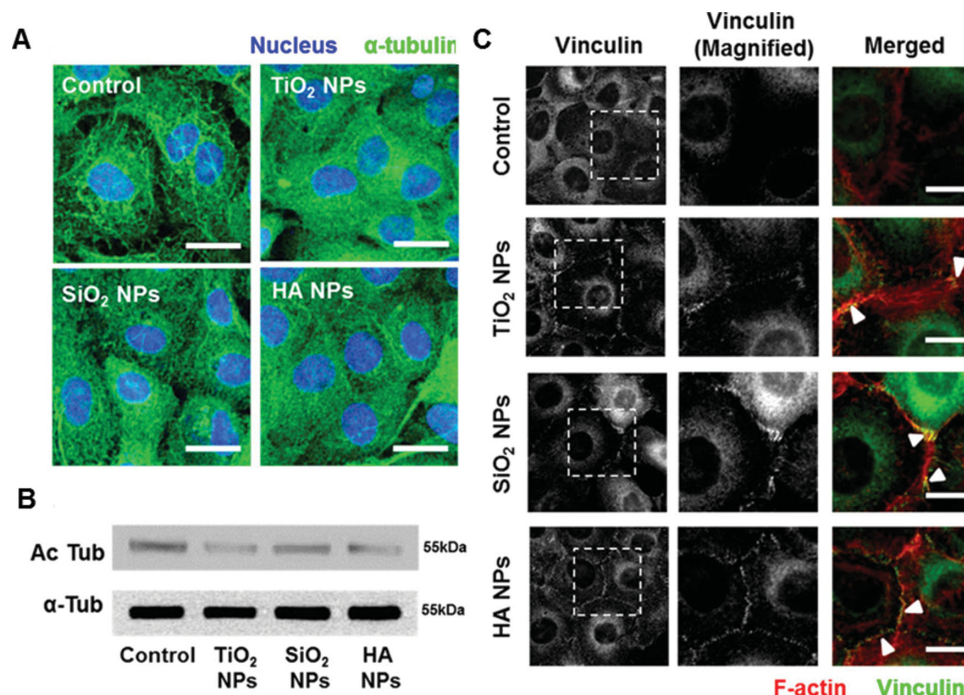 A
Nucleus α-tubulin
Control
TiO₂ NPs
SiO₂ NPs
HA NPs
B
Ac Tub
55kDa
α-Tub
55kDa
Control
TiO₂
NPs
SiO₂
NPs
HA
NPs
C
Vinculin
Vinculin
(Magnified)
Merged
Control
TiO₂ NPs
SiO₂ NPs
HA NPs
F-actin Vinculin